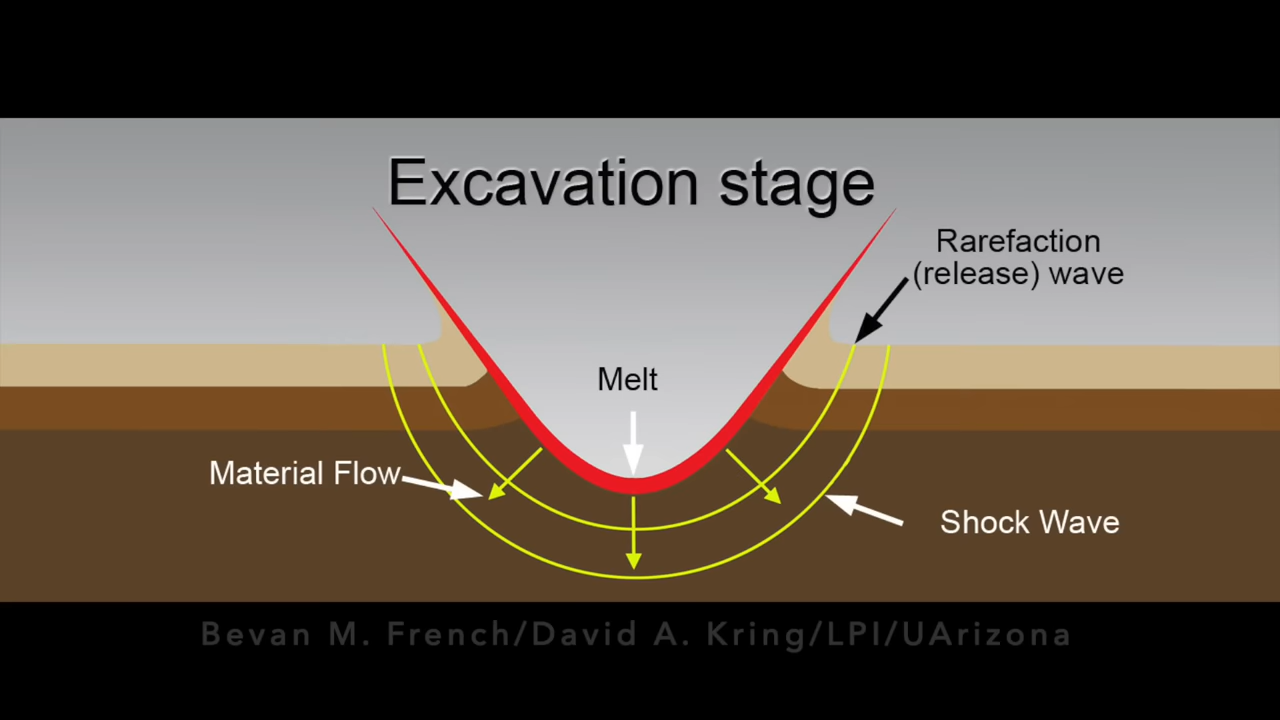 Excavation stage
Rarefaction
(release) wave
Melt
Material Flow
Shock Wave
Bevan M. French/David A. Kring/LPI/UArizona